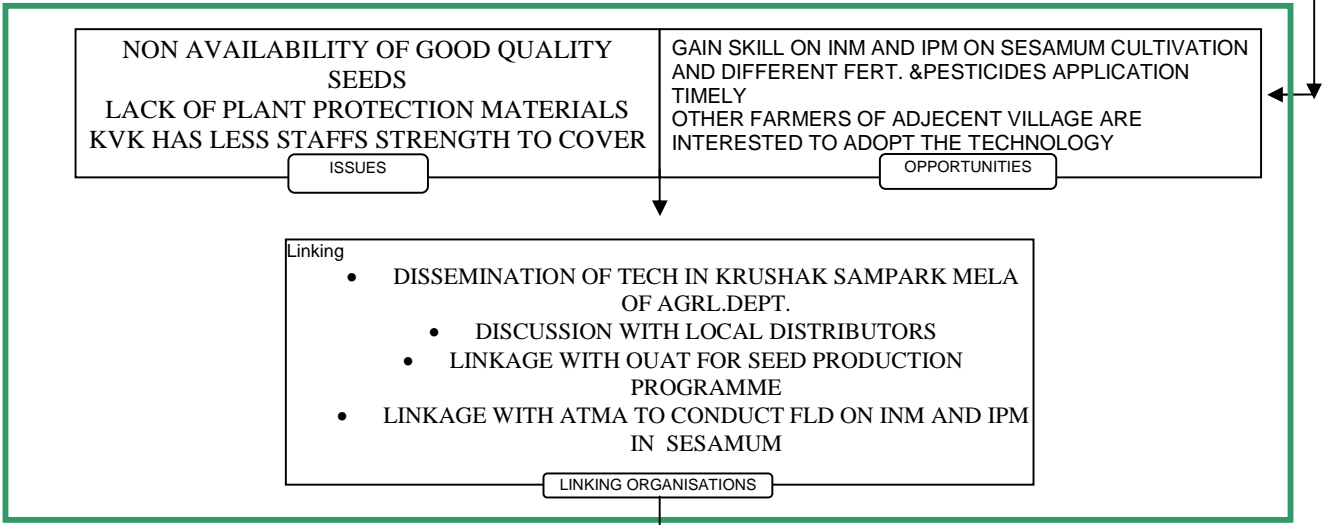 NON AVAILABILITY OF GOOD QUALITY
SEEDS
LACK OF PLANT PROTECTION MATERIALS
KVK HAS LESS STAFFS STRENGTH TO COVER
ISSUES
GAIN SKILL ON INM AND IPM ON SESAMUM CULTIVATION
AND DIFFERENT FERT. &PESTICIDES APPLICATION
TIMELY
OTHER FARMERS OF ADJECENT VILLAGE ARE
INTERESTED TO ADOPT THE TECHNOLOGY
OPPORTUNITIES
Linking
• DISSEMINATION OF TECH IN KRUSHAK SAMPARK MELA
OF AGRL.DEPT.
• DISCUSSION WITH LOCAL DISTRIBUTORS
• LINKAGE WITH OUAT FOR SEED PRODUCTION
PROGRAMME
• LINKAGE WITH ATMA TO CONDUCT FLD ON INM AND IPM
IN SESAMUM
LINKING ORGANISATIONS